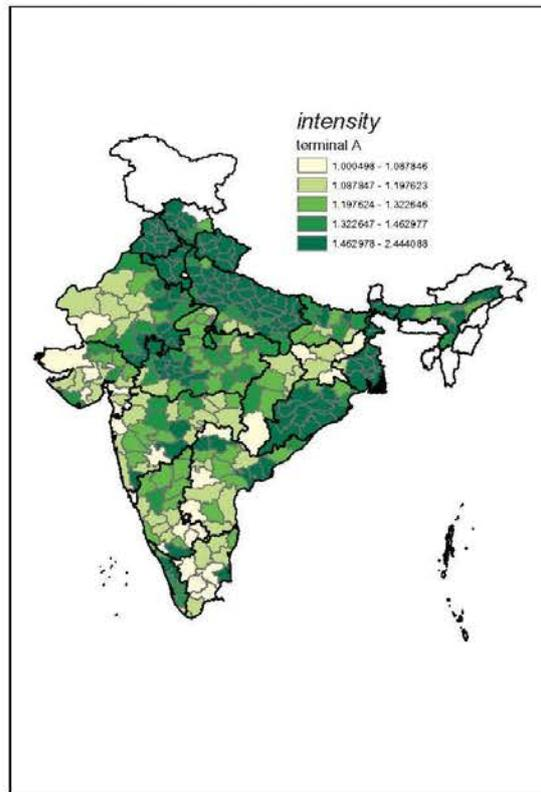 intensity
terminal A
1.000498 - 1.087846
1.087847 - 1.197623
1.197624 - 1.322646
1.322647 - 1.462977
1.462978 - 2.444088